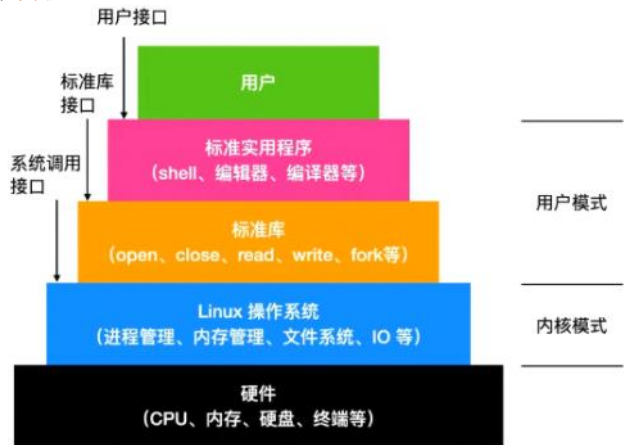 用户接口
用户
标准库
接口
标准实用程序
(shell、编辑器、编译器等)
系统调用
接口
用户模式
标准库
(open、close、read、write、fork等)
Linux 操作系统
(进程管理、内存管理、文件系统、IO 等)
内核模式
硬件
(CPU、内存、硬盘、终端等)